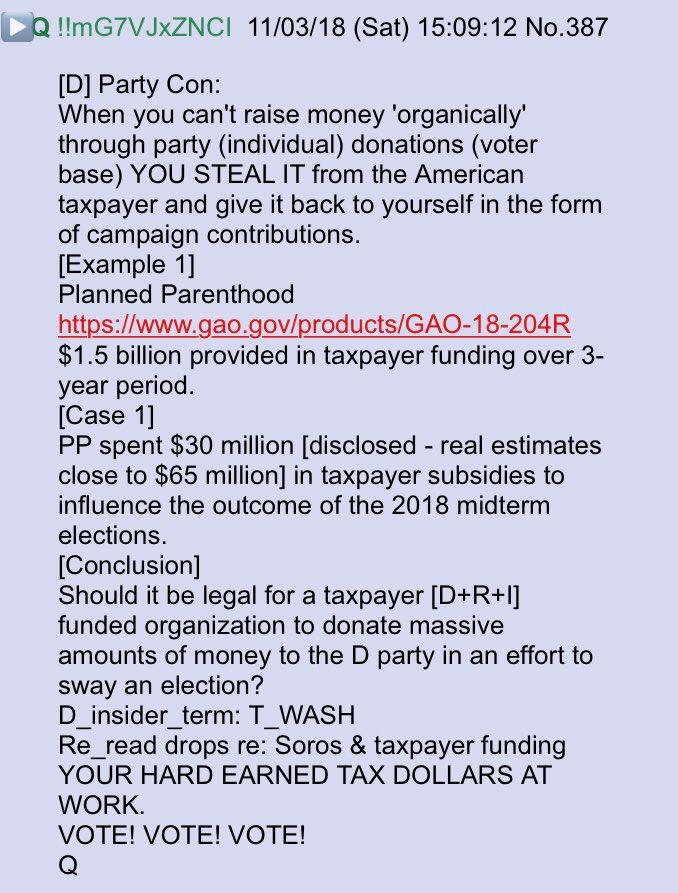 Q !!mG7VJxZNCI 11/03/18 (Sat) 15:09:12 No.387
[D] Party Con:
When you can't raise money 'organically'
through party (individual) donations (voter
base) YOU STEAL IT from the American
taxpayer and give it back to yourself in the form
of campaign contributions.
[Example 1]
Planned Parenthood
https://www.gao.gov/products/GAO-18-204R
$1.5 billion provided in taxpayer funding over 3-
year period.
[Case 1]
PP spent $30 million [disclosed - real estimates
close to $65 million] in taxpayer subsidies to
influence the outcome of the 2018 midterm
elections.
[Conclusion]
Should it be legal for a taxpayer [D+R+I]
funded organization to donate massive
amounts of money to the D party in an effort to
sway an election?
D_insider_term: T_WASH
Re_read drops re: Soros & taxpayer funding
YOUR HARD EARNED TAX DOLLARS AT
WORK.
VOTE! VOTE! VOTE!
Q